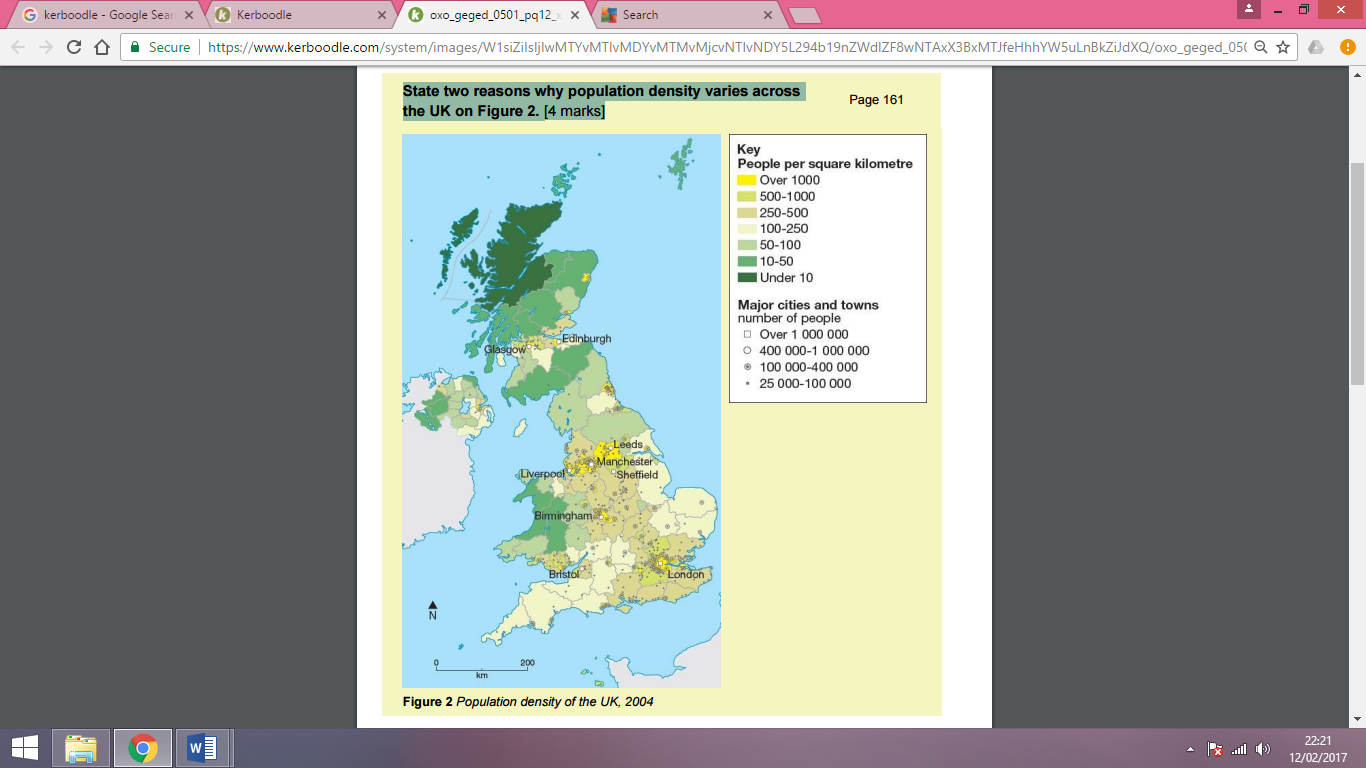 kerboodle - Google Sear
Kerboodle
oxo_geged_0501_pq12_x
Search
Secure
https://www.kerboodle.com/system/images/
State two reasons why population density varies across
the UK on Figure 2. [4 marks]
Page 161
Key
People per square kilometre
Over 1000
500-1000
250-500
100-250
50-100
10-50
Under 10
Major cities and towns
number of people
Over 1 000 000
400 000-1 000 000
100 000-400 000
25 000-100 000
Edinburgh
Glasgow
Leeds
Manchester
Liverpool
Sheffield
Birmingham
Bristol
London
N
0 200
km
Figure 2 Population density of the UK, 2004
22:21
12/02/2017